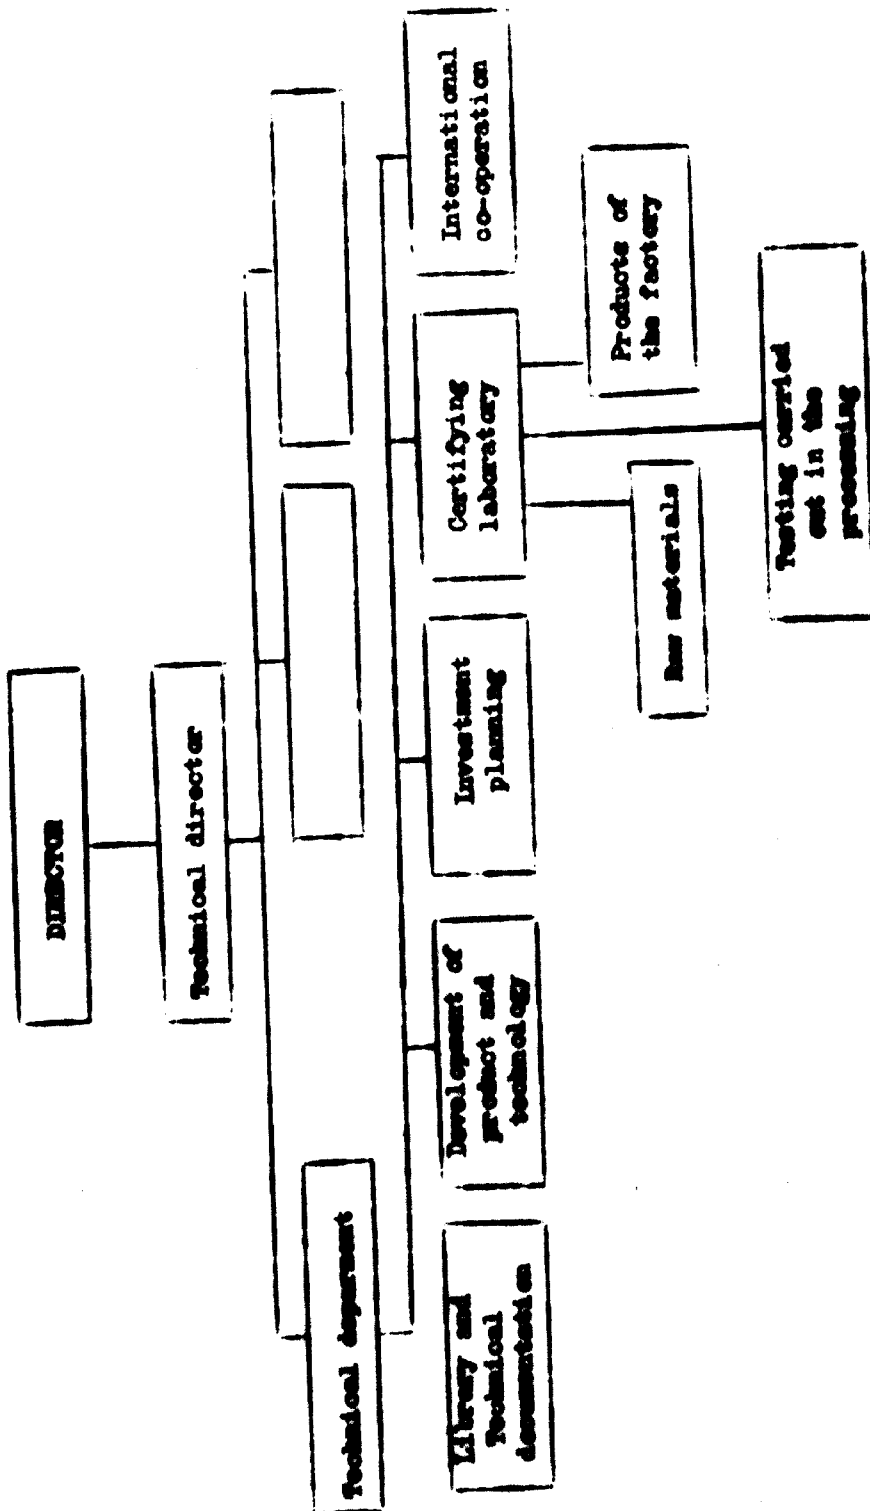 DIRECTOR
Technical director
Technical deparment
Library and
Technical
documentation
Development of
product and
technology
Investment
planning
Certifying
laboratory
International
co-operation
Raw materials
Products of
the factory
Testing carried
out in the
processing